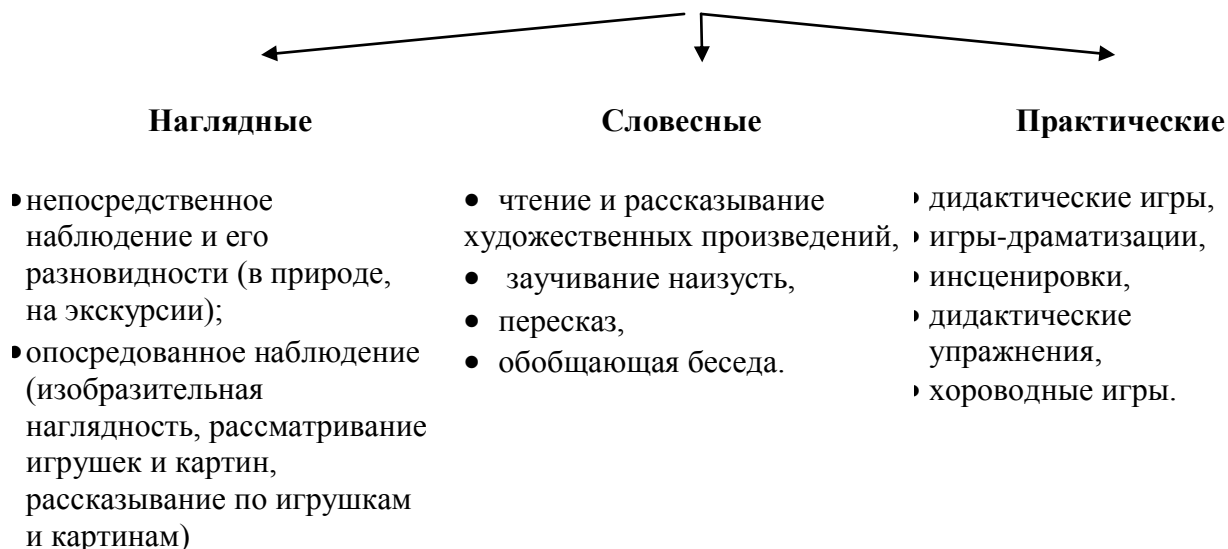 Наглядные
непосредственное
наблюдение и его
разновидности (в природе,
на экскурсии);
опосредованное наблюдение
(изобразительная
наглядность, рассматривание
игрушек и картин,
рассказывание по игрушкам
и картинам)
Словесные
• чтение и рассказывание
художественных произведений,
• заучивание наизусть,
• пересказ,
• обобщающая беседа.
Практические
дидактические игры,
игры-драматизации,
инсценировки,
дидактические
упражнения,
хороводные игры.